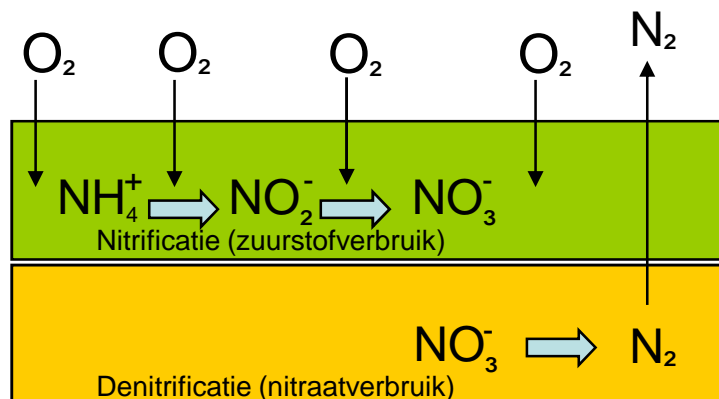 O₂ O₂ O₂ O₂ N₂
NH₄⁺ NO₂⁻ NO₃⁻
Nitrificatie (zuurstofverbruik)
NO₃⁻ N₂
Denitrificatie (nitraatverbruik)